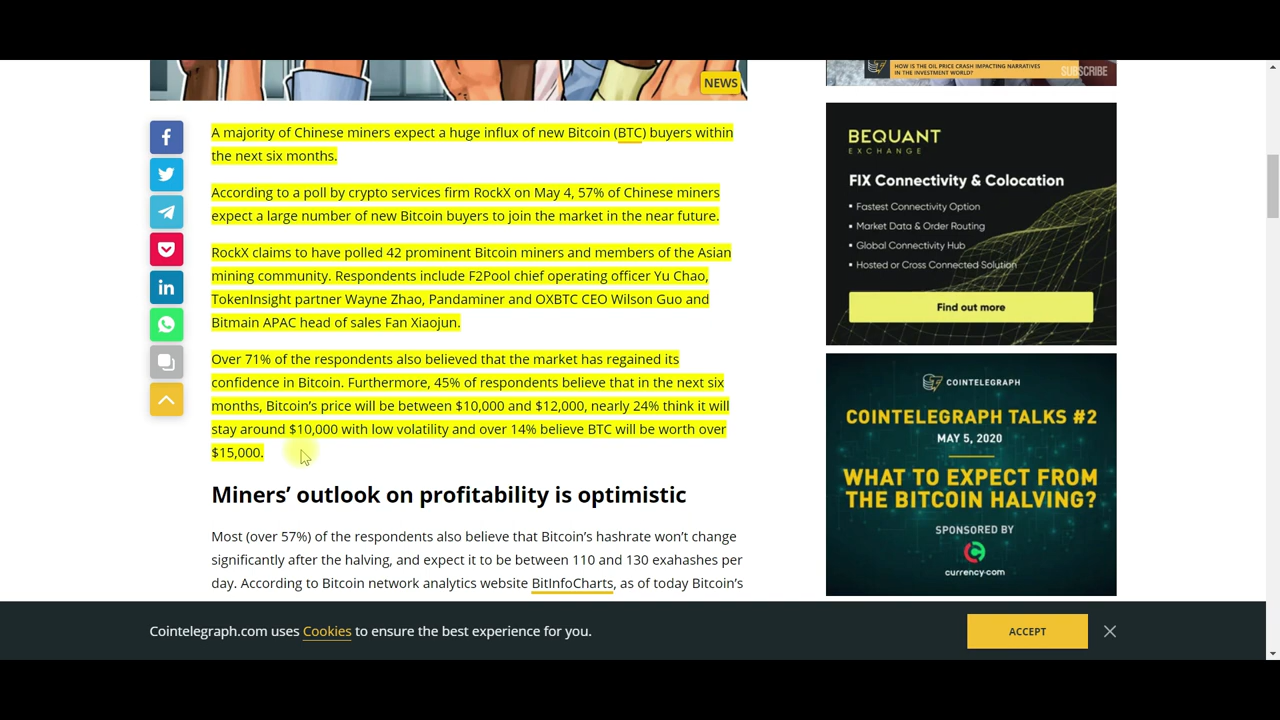 HOW IS THE OIL PRICE CRASH IMPACTING NARRATIVES
IN THE INVESTMENT WORLD?
SUBSCRIBE
NEWS
A majority of Chinese miners expect a huge influx of new Bitcoin (BTC) buyers within
the next six months.
According to a poll by crypto services firm RockX on May 4, 57% of Chinese miners
expect a large number of new Bitcoin buyers to join the market in the near future.
RockX claims to have polled 42 prominent Bitcoin miners and members of the Asian
mining community. Respondents include F2Pool chief operating officer Yu Chao,
TokenInsight partner Wayne Zhao, Pandaminer and OXBTC CEO Wilson Guo and
Bitmain APAC head of sales Fan Xiaojun.
Over 71% of the respondents also believed that the market has regained its
confidence in Bitcoin. Furthermore, 45% of respondents believe that in the next six
months, Bitcoin's price will be between $10,000 and $12,000, nearly 24% think it will
stay around $10,000 with low volatility and over 14% believe BTC will be worth over
$15,000.
Miners' outlook on profitability is optimistic
Most (over 57%) of the respondents also believe that Bitcoin's hashrate won't change
significantly after the halving, and expect it to be between 110 and 130 exahashes per
day. According to Bitcoin network analytics website BitInfoCharts, as of today Bitcoin's
BEQUANT
EXCHANGE
FIX Connectivity & Colocation
▪ Fastest Connectivity Option
▪ Market Data & Order Routing
▪ Global Connectivity Hub
▪ Hosted or Cross Connected Solution
Find out more
COINTELEGRAPH
COINTELEGRAPH TALKS #2
MAY 5, 2020
WHAT TO EXPECT FROM
THE BITCOIN HALVING?
SPONSORED BY
currency.com
Cointelegraph.com uses Cookies to ensure the best experience for you.
ACCEPT